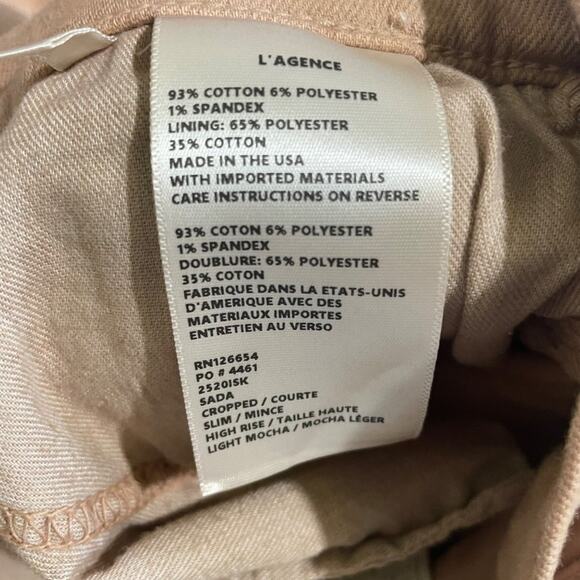 L'AGENCE
93% COTTON 6% POLYESTER
1% SPANDEX
LINING: 65% POLYESTER
35% COTTON
MADE IN THE USA
WITH IMPORTED MATERIALS
CARE INSTRUCTIONS ON REVERSE
93% COTON 6% POLYESTER
1% SPANDEX
DOUBLURE: 65% POLYESTER
35% COTON
FABRIQUE DANS LA ETATS-UNIS
D'AMERIQUE AVEC DES
MATERIAUX IMPORTES
ENTRETIEN AU VERSO
RN126654
PO # 4461
2520ISK
SADA
CROPPED / COURTE
SLIM / MINCE
HIGH RISE / TAILLE HAUTE
LIGHT MOCHA / MOCHA LÉGER